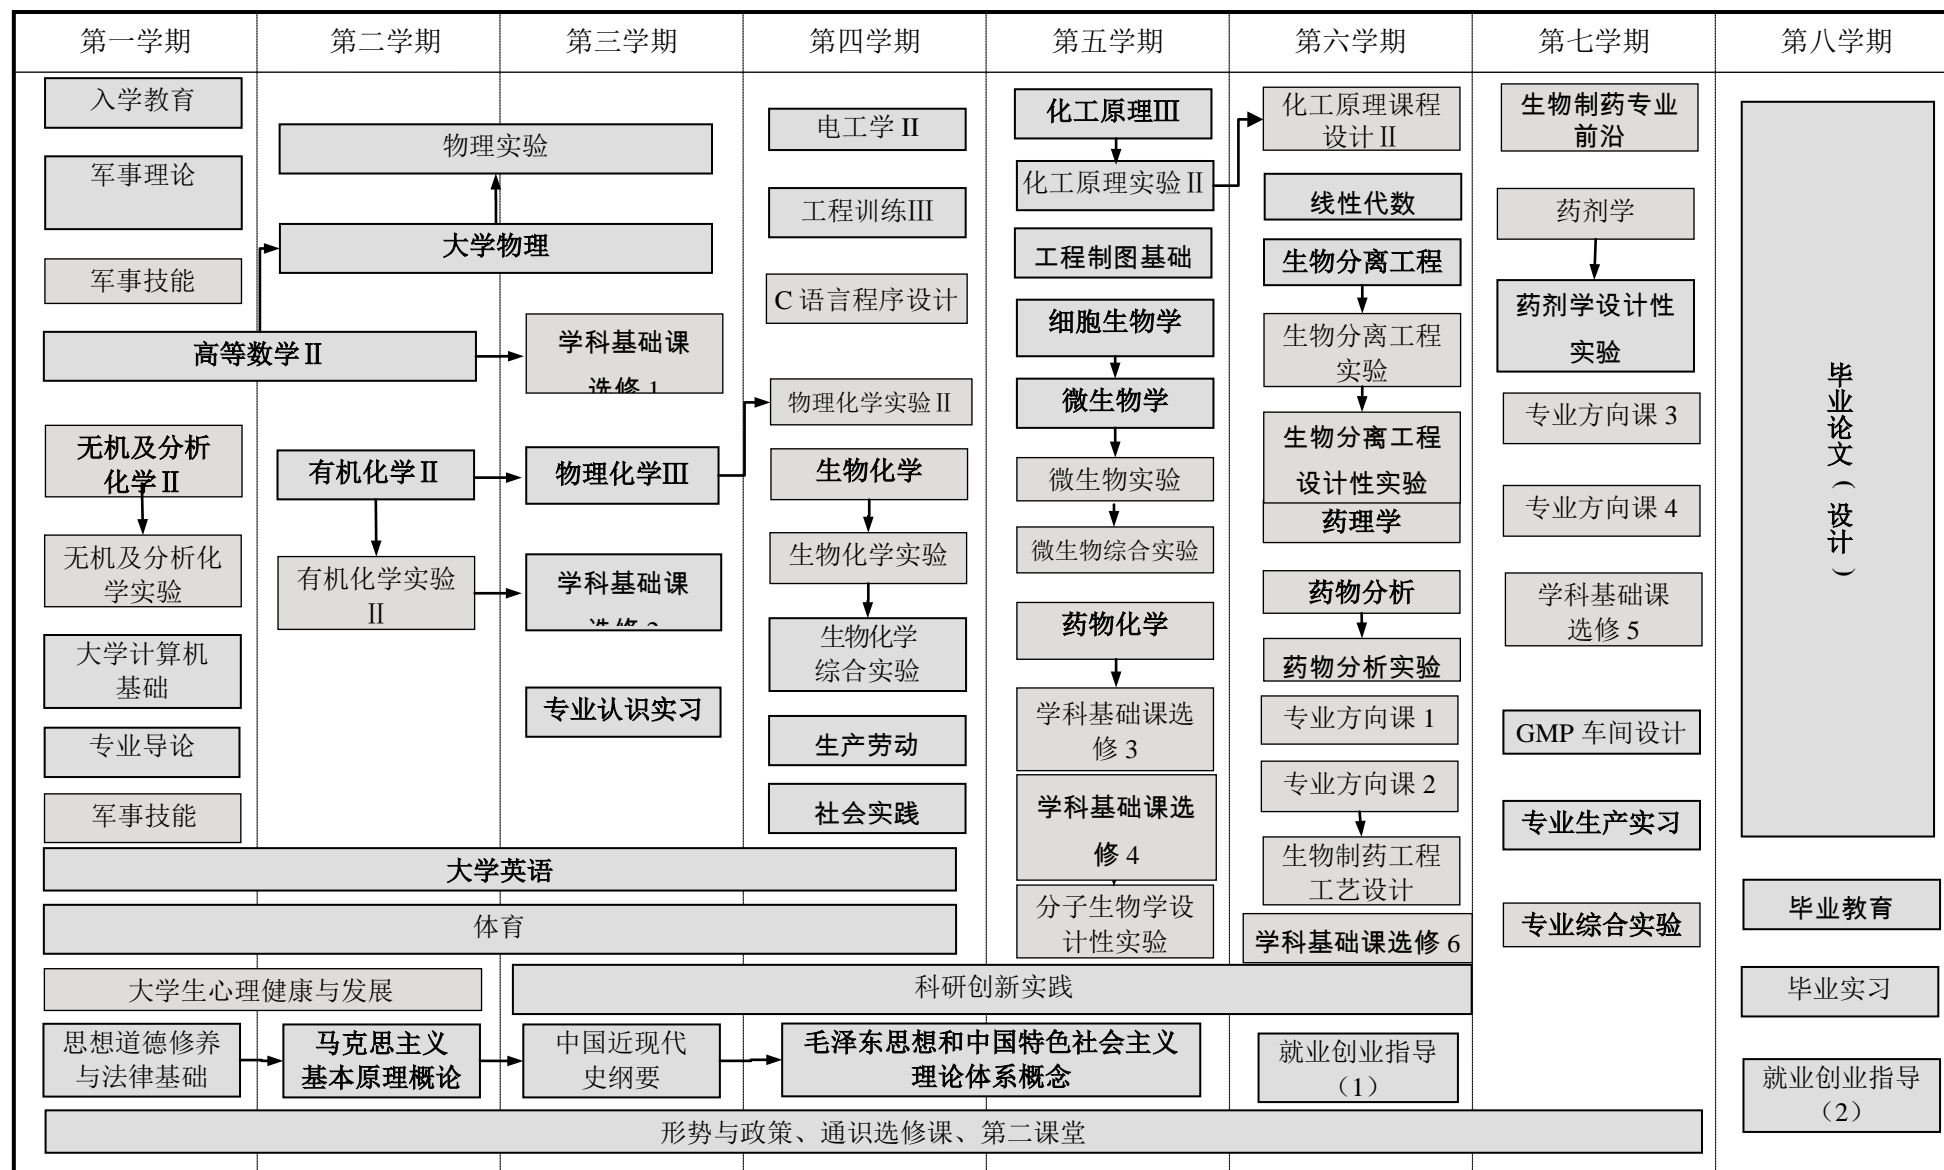 第一学期
第二学期
第三学期
第四学期
第五学期
第六学期
第七学期
第八学期
入学教育
军事理论
军事技能
高等数学Ⅱ
无机及分析
化学Ⅱ
无机及分析化
学实验
大学计算机
基础
专业导论
军事技能
物理实验
大学物理
有机化学Ⅱ
有机化学实验
Ⅱ
学科基础课
选修 1
物理化学Ⅲ
学科基础课
选修 2
专业认识实习
电工学 II
工程训练Ⅲ
C 语言程序设计
物理化学实验Ⅱ
生物化学
生物化学实验
生物化学
综合实验
生产劳动
社会实践
化工原理Ⅲ
化工原理实验Ⅱ
工程制图基础
细胞生物学
微生物学
微生物实验
微生物综合实验
药物化学
学科基础课选
修 3
学科基础课选
修 4
分子生物学设
计性实验
化工原理课程
设计Ⅱ
线性代数
生物分离工程
生物分离工程
实验
生物分离工程
设计性实验
药理学
药物分析
药物分析实验
专业方向课 1
专业方向课 2
生物制药工程
工艺设计
学科基础课选修 6
生物制药专业
前沿
药剂学
药剂学设计性
实验
专业方向课 3
专业方向课 4
学科基础课
选修 5
GMP 车间设计
专业生产实习
专业综合实验
毕业论文（设计）
毕业教育
毕业实习
就业创业指导
（2）
大学英语
体育
大学生心理健康与发展
科研创新实践
思想道德修养
与法律基础
马克思主义
基本原理概论
中国近现代
史纲要
毛泽东思想和中国特色社会主义
理论体系概念
就业创业指导
（1）
形势与政策、通识选修课、第二课堂